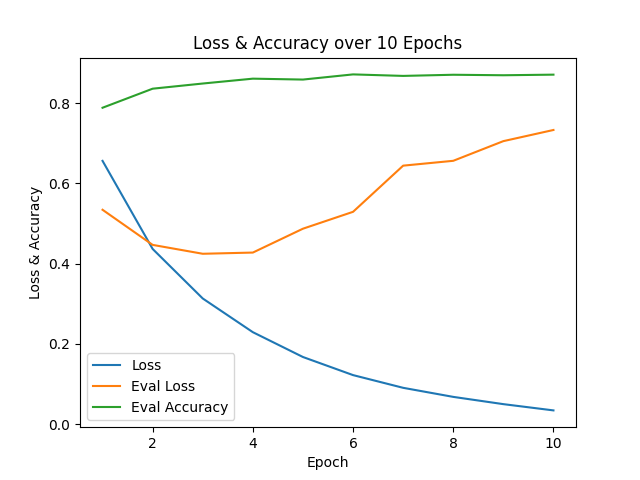 Loss & Accuracy over 10 Epochs
Loss & Accuracy
0.8
0.6
0.4
0.2
0.0
Loss
Eval Loss
Eval Accuracy
2 4 6 8 10
Epoch